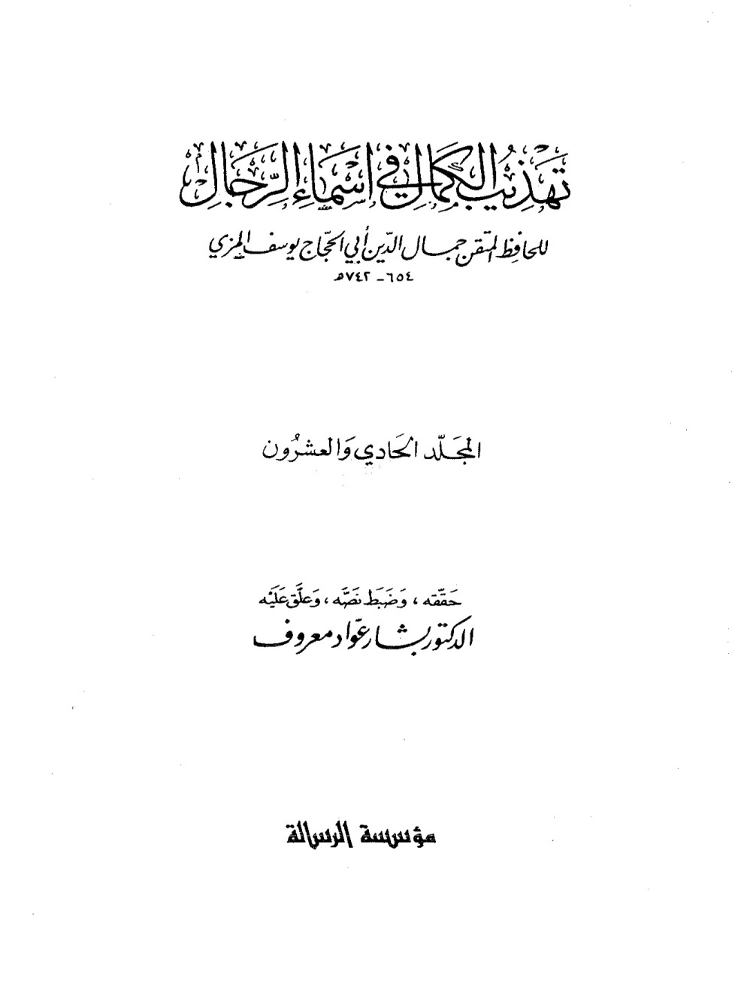 تهذيب الكمال في أسماء الرجال
للحافظ المتقن جمال الدين أبي الحجاج يوسف المزي
٦٥٤ - ٧٤٢ هـ
المجلد الحادي والعشرون
حققه، وضبط نصه، وعلق عليه
الدكتور بشار عواد معروف
مؤسسة الرسالة